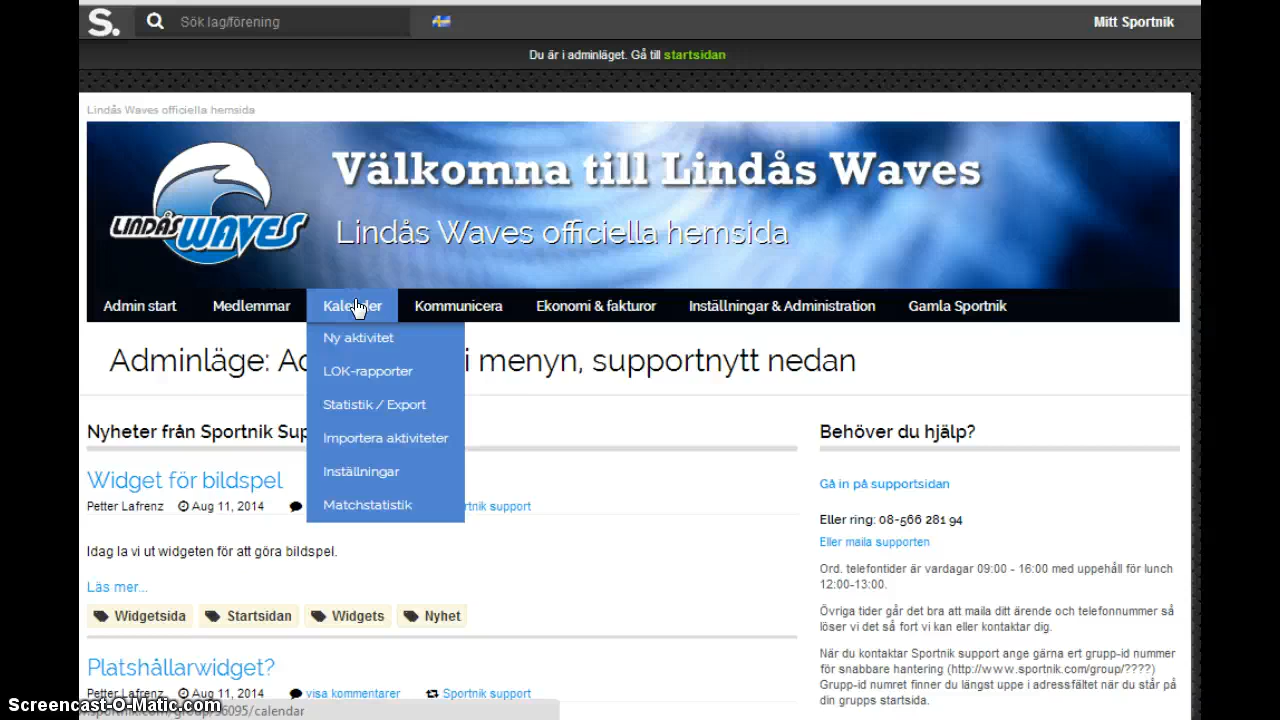 S.
Sök lag/förening
Mitt Sportnik
Du är i adminläget. Gå till startsidan
Lindås Waves officiella hemsida
LINDÅS WAVES
Välkomna till Lindås Waves
Lindås Waves officiella hemsida
Admin start Medlemmar Kalender Kommunicera Ekonomi & fakturor Inställningar & Administration Gamla Sportnik
Ny aktivitet
LOK-rapporter
Statistik / Export
Importera aktiviteter
Inställningar
Matchstatistik
Adminläge: i menyn, supportnytt nedan
Nyheter från Sportnik
Widget för bildspel
Petter Lafrenz Aug 11, 2014 support
Idag la vi ut widgeten för att göra bildspel.
Läs mer...
Widgetsida Startsidan Widgets Nyhet
Platshållarwidget?
Petter Lafrenz Aug 11, 2014 visa kommentarer Sportnik support
Behöver du hjälp?
Gå in på supportsidan
Eller ring: 08-566 281 94
Eller maila supporten
Ord. telefontider är vardagar 09:00 - 16:00 med uppehåll för lunch
12:00-13:00.
Övriga tider går det bra att maila ditt ärende och telefonnummer så
löser vi det så fort vi kan eller kontaktar dig.
När du kontaktar Sportnik support ange gärna ert grupp-id nummer
för snabbare hantering (http://www.sportnik.com/group/????)
Grupp-id numret finner du längst uppe i adressfältet när du står på
din grupps startsida.
Screencast-O-Matic.com